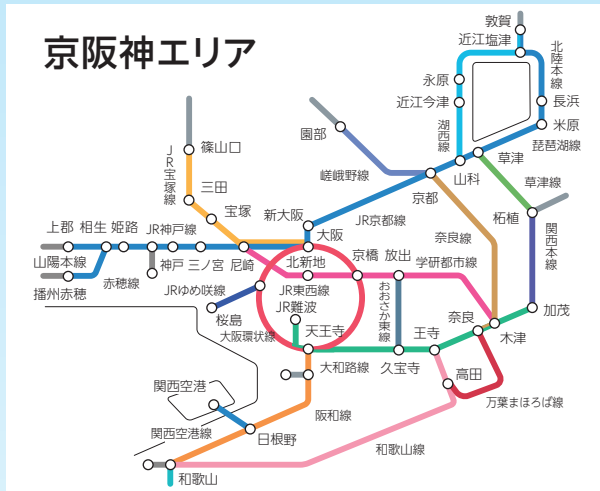 京阪神エリア
敦賀
近江塩津
北陸本線
永原
近江今津
長浜
湖西線
米原
琵琶湖線
園部
嵯峨野線
草津
山科
京都
草津線
柘植
関西本線
篠山口
JR宝塚線
三田
宝塚
新大阪
JR京都線
奈良線
上郡
相生
姫路
JR神戸線
大阪
山陽本線
播州赤穂
赤穂線
神戸
三ノ宮
尼崎
北新地
京橋
放出
学研都市線
JRゆめ咲線
JR東西線
JR難波
桜島
大阪環状線
天王寺
おおさか東線
王寺
奈良
木津
加茂
大和路線
久宝寺
高田
万葉まほろば線
関西空港
阪和線
関西空港線
日根野
和歌山線
和歌山